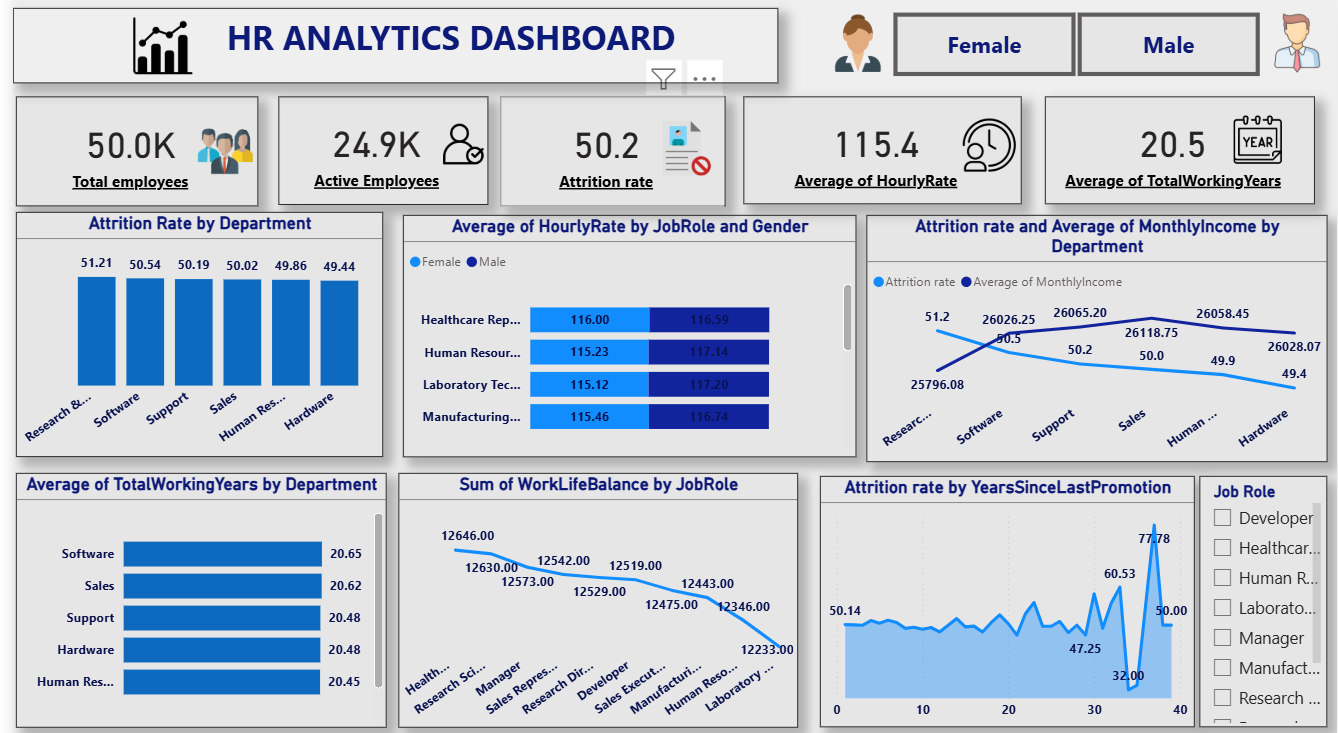 HR ANALYTICS DASHBOARD
Female
Male
50.0K
Total employees
24.9K
Active Employees
50.2
Attrition rate
115.4
Average of HourlyRate
20.5
Average of TotalWorkingYears
YEAR
Attrition Rate by Department
51.21 50.54 50.19 50.02 49.86 49.44
Research &... Software Support Sales Human Res... Hardware
Average of HourlyRate by JobRole and Gender
Female Male
Healthcare Rep... 116.00 116.59
Human Resour... 115.23 117.14
Laboratory Tec... 115.12 117.20
Manufacturing... 115.46 116.74
Attrition rate and Average of MonthlyIncome by
Department
Attrition rate Average of MonthlyIncome
51.2 50.5 50.2 50.0 49.9 49.4
25796.08 26026.25 26065.20 26118.75 26058.45 26028.07
Researc... Software Support Sales Human ... Hardware
Average of TotalWorkingYears by Department
Software 20.65
Sales 20.62
Support 20.48
Hardware 20.48
Human Res... 20.45
Sum of WorkLifeBalance by JobRole
12646.00 12630.00 12573.00 12542.00 12529.00 12519.00 12475.00 12443.00 12346.00 12233.00
Health... Research Sci... Manager Sales Repres... Research Dir... Developer Sales Execut... Manufacturi... Human Reso... Laboratory ...
Attrition rate by YearsSinceLastPromotion
50.14 47.25 60.53 32.00 77.78 50.00
0 10 20 30 40
Job Role
Developer
Healthcar...
Human R...
Laborato...
Manager
Manufact...
Research ...